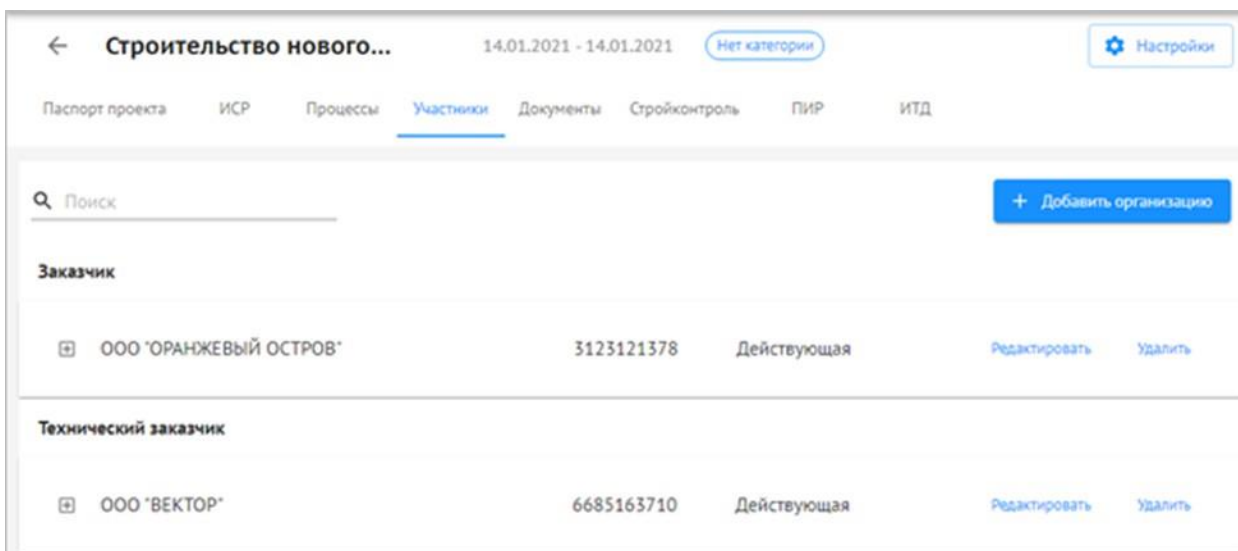 Строительство нового... 14.01.2021 - 14.01.2021 Нет категории Настройки
Паспорт проекта ИСР Процессы Участники Документы Стройконтроль ПИР ИТД
Поиск + Добавить организацию
Заказчик
ООО "ОРАНЖЕВЫЙ ОСТРОВ" 3123121378 Действующая Редактировать Удалить
Технический заказчик
ООО "ВЕКТОР" 6685163710 Действующая Редактировать Удалить